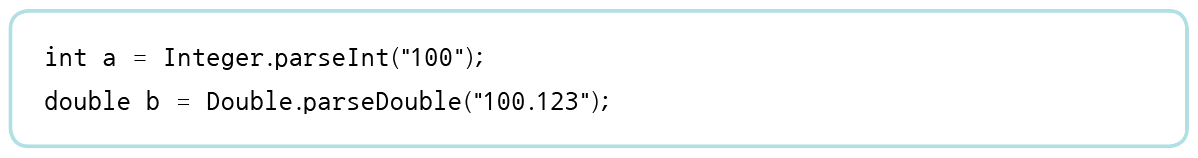 int a = Integer.parseInt("100");
double b = Double.parseDouble("100.123");